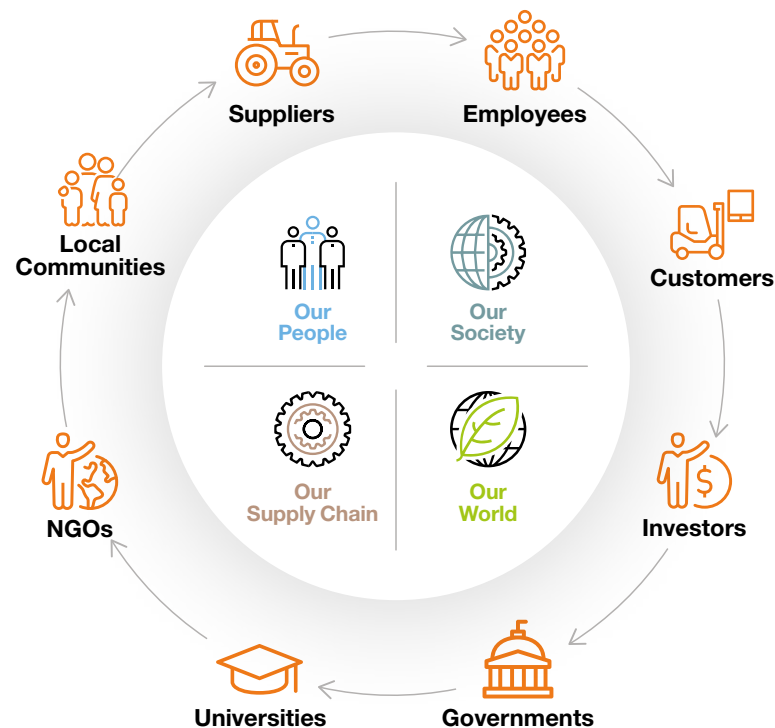 Suppliers
Employees
Local
Communities
Customers
Our
People
Our
Society
Our
Supply Chain
Our
World
NGOs
Investors
$
Universities
Governments